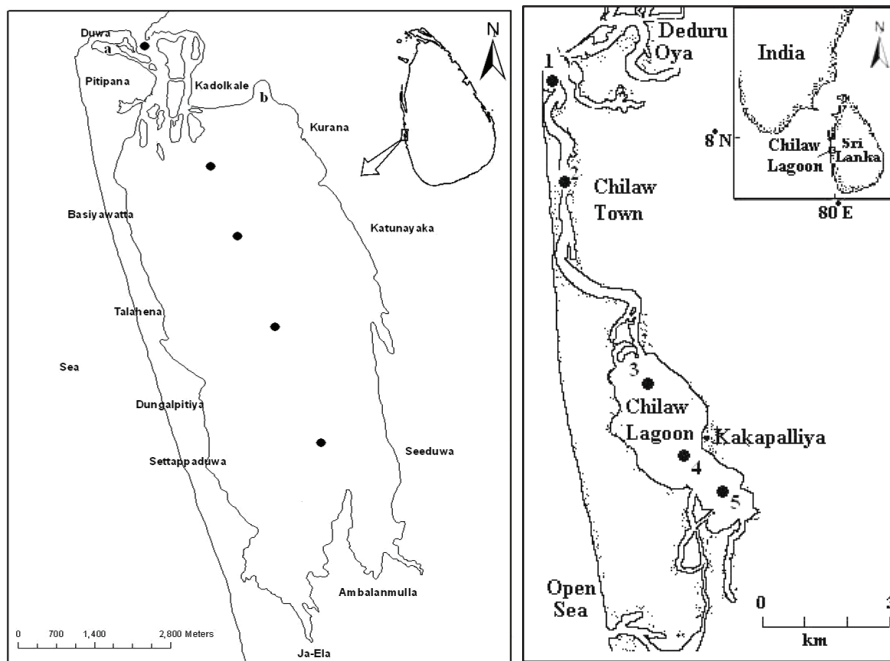 Duwa
a
Pitipana
Kadolkale
b
N
Kurana
Basiyawatta
Katunayaka
Talahena
Sea
Dungalpitiya
Settappaduwa
Seeduwa
Ambalanmulla
0 700 1,400 2,800 Meters
Ja-Ela
Deduru
Oya
1
N
India
8 N
Chilaw
Lagoon
Sri
Lanka
80 E
2
Chilaw
Town
3
Chilaw
Lagoon
Kakapalliya
4
5
Open
Sea
0
km